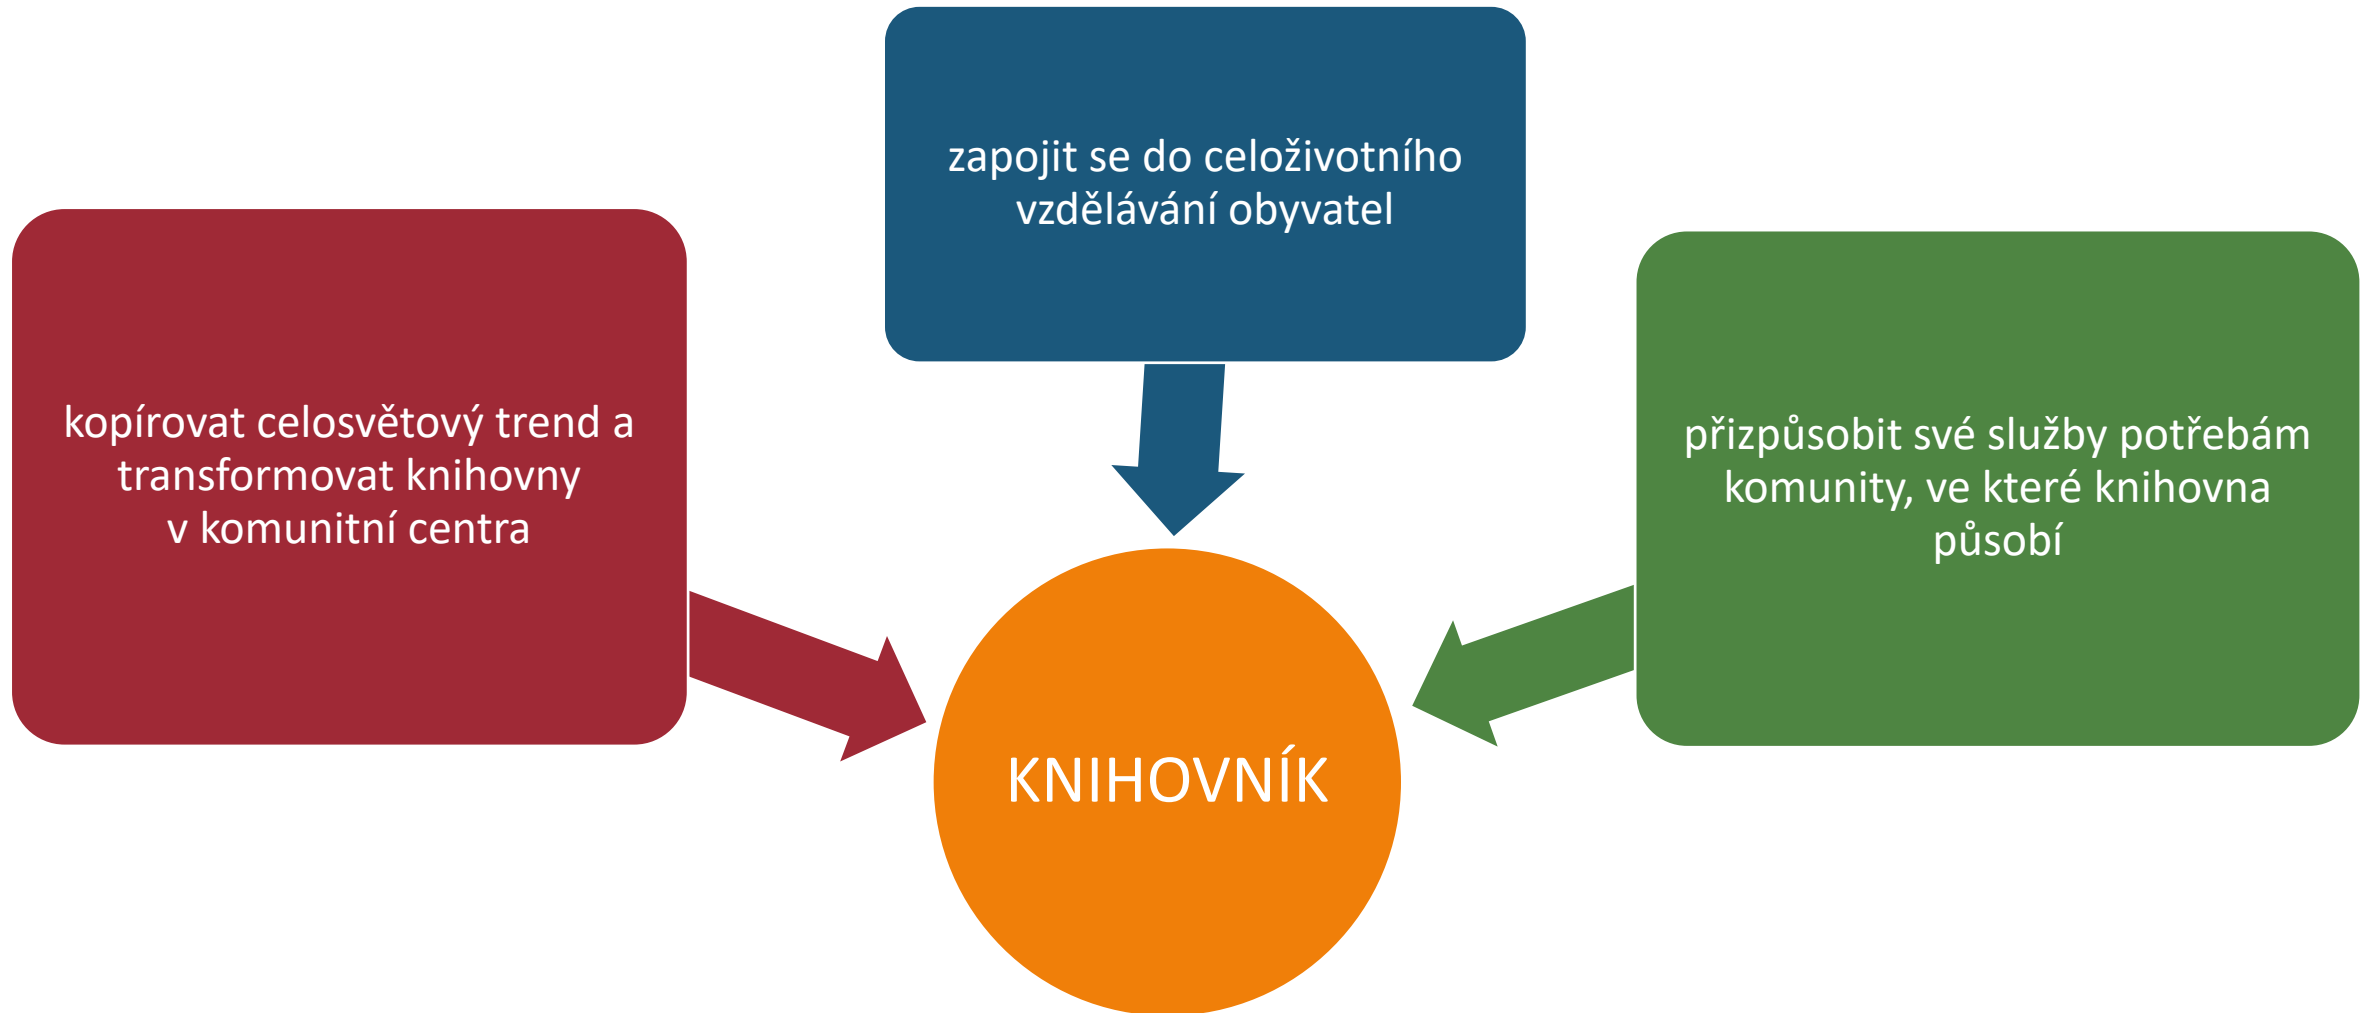 zapojit se do celoživotního
vzdělávání obyvatel
kopírovat celosvětový trend a
transformovat knihovny
v komunitní centra
přizpůsobit své služby potřebám
komunity, ve které knihovna
působí
KNIHOVNÍK